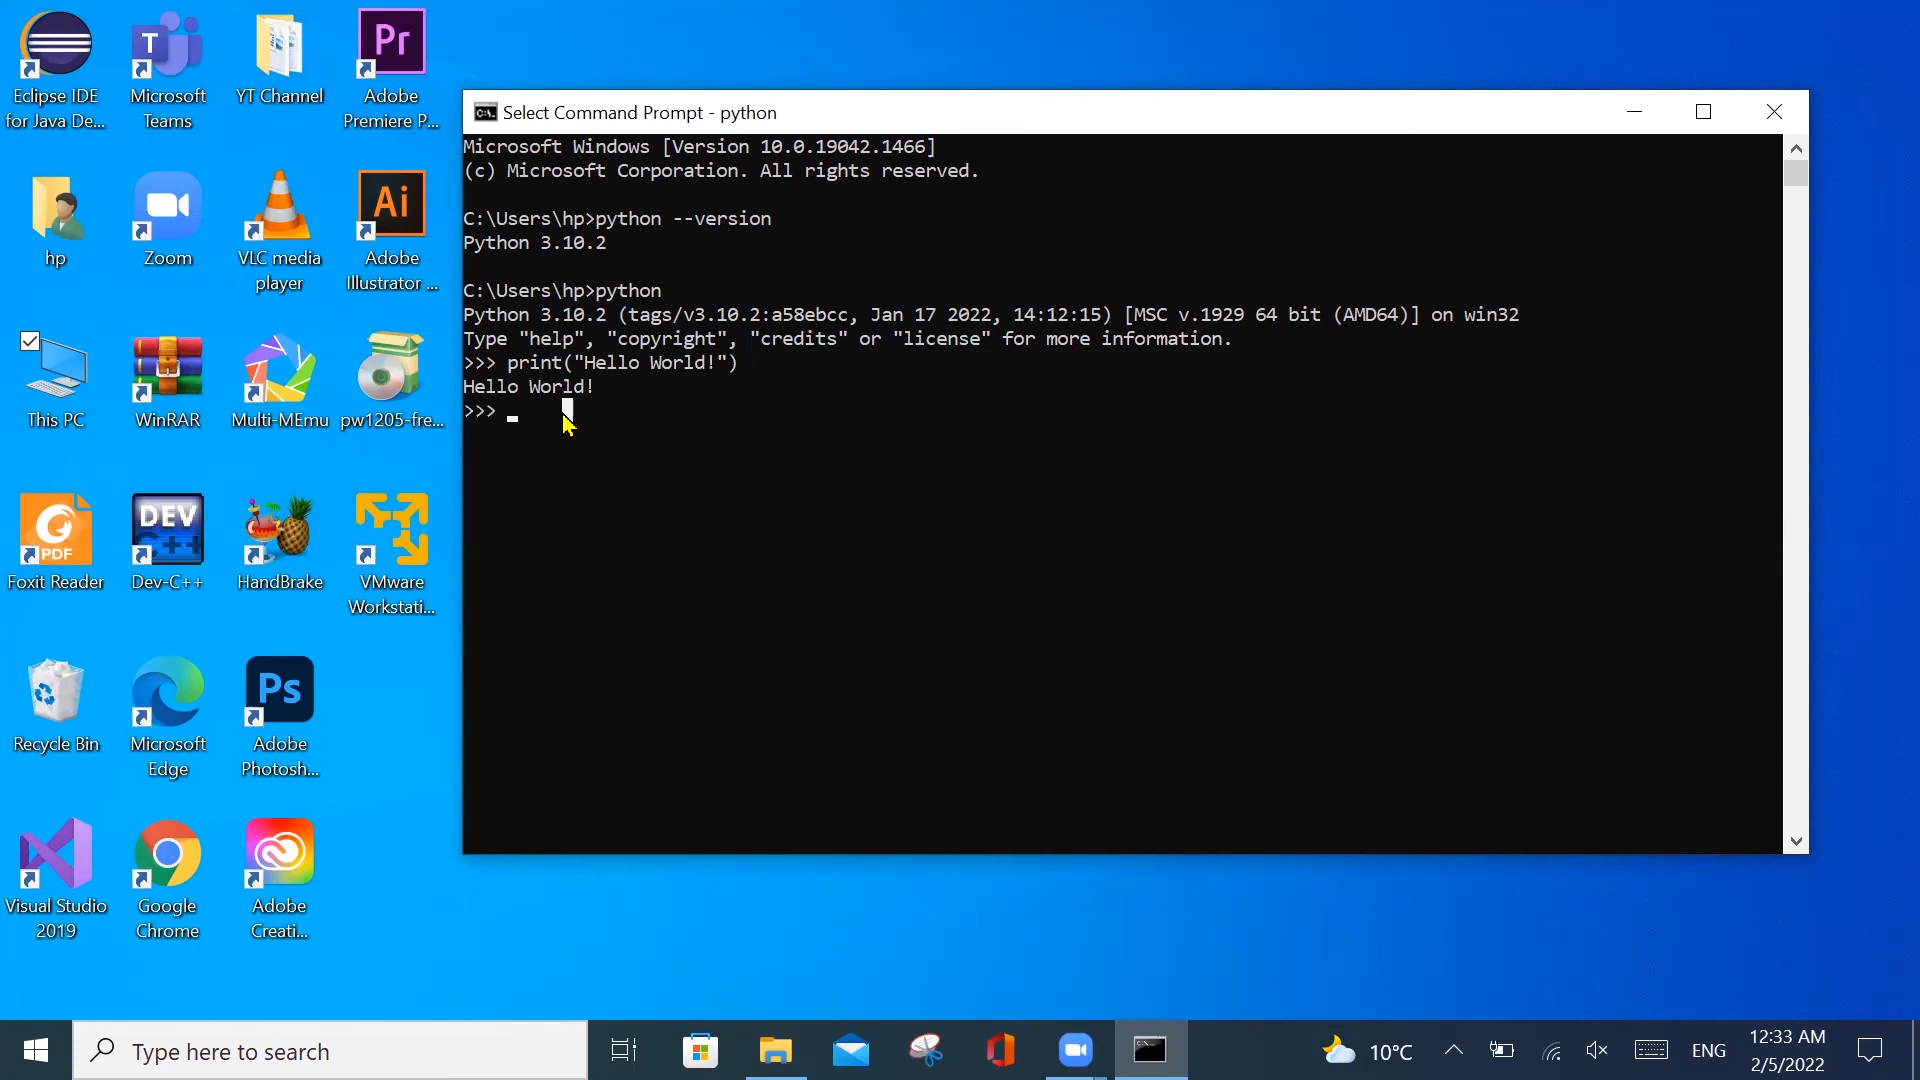 Eclipse IDE
for Java De...
Microsoft
Teams
YT Channel
Pr
Adobe
Premiere P...
hp
Zoom
VLC media
player
Ai
Adobe
Illustrator ...
This PC
WinRAR
Multi-MEmu
pw1205-fre...
PDF
Foxit Reader
DEV
C++
Dev-C++
HandBrake
VMware
Workstati...
Recycle Bin
Microsoft
Edge
Ps
Adobe
Photosh...
Visual Studio
2019
Google
Chrome
Adobe
Creati...
Select Command Prompt - python
Microsoft Windows [Version 10.0.19042.1466]
(c) Microsoft Corporation. All rights reserved.
C:\Users\hp>python --version
Python 3.10.2
C:\Users\hp>python
Python 3.10.2 (tags/v3.10.2:a58ebcc, Jan 17 2022, 14:12:15) [MSC v.1929 64 bit (AMD64)] on win32
Type "help", "copyright", "credits" or "license" for more information.
>>> print("Hello World!")
Hello World!
>>> _
Type here to search
10°C
ENG
12:33 AM
2/5/2022